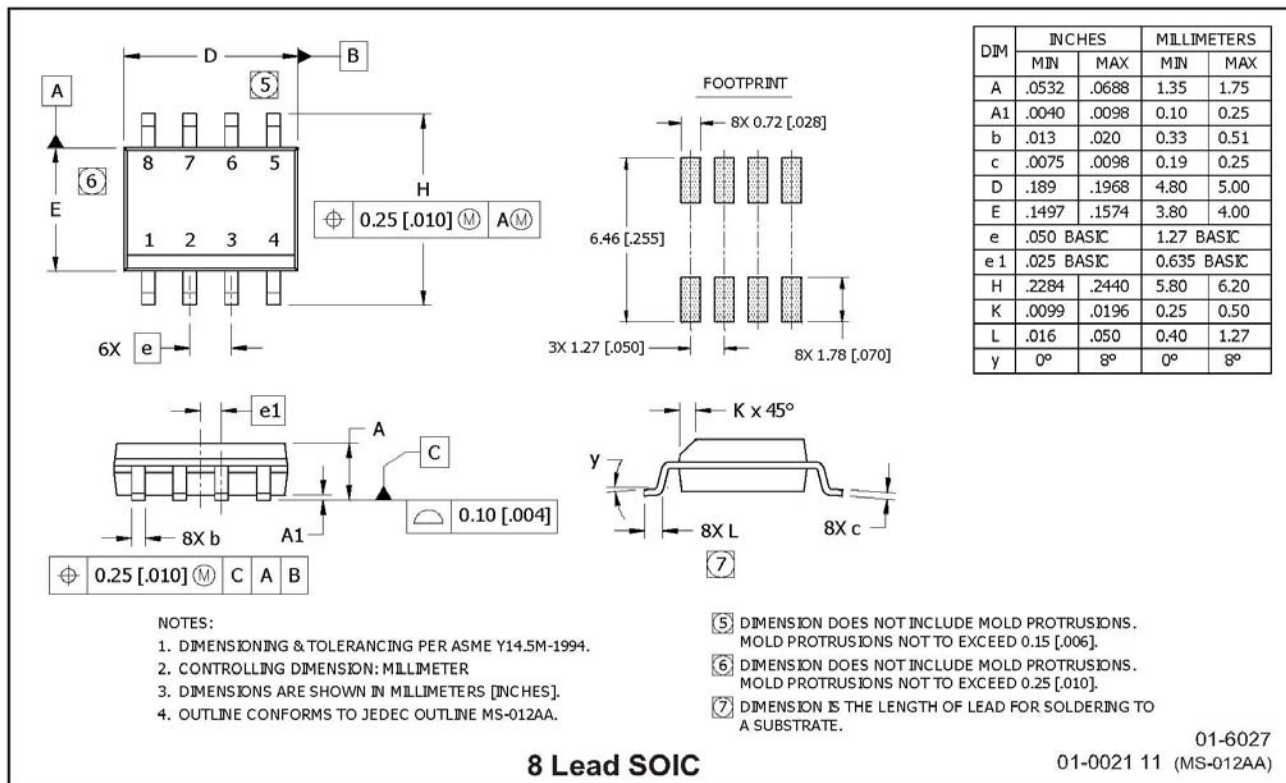 D
B
5
A
8 7 6 5
6
E
H
⌖ 0.25 [.010] Ⓜ AⓂ
1 2 3 4
6X e
FOOTPRINT
8X 0.72 [.028]
6.46 [.255]
3X 1.27 [.050]
8X 1.78 [.070]
DIM INCHES MILLIMETERS
MIN MAX MIN MAX
A .0532 .0688 1.35 1.75
A1 .0040 .0098 0.10 0.25
b .013 .020 0.33 0.51
c .0075 .0098 0.19 0.25
D .189 .1968 4.80 5.00
E .1497 .1574 3.80 4.00
e .050 BASIC 1.27 BASIC
e 1 .025 BASIC 0.635 BASIC
H .2284 .2440 5.80 6.20
K .0099 .0196 0.25 0.50
L .016 .050 0.40 1.27
y 0° 8° 0° 8°
e1
A
C
A1
8X b
⌓ 0.10 [.004]
⌖ 0.25 [.010] Ⓜ C A B
K x 45°
y
8X L
8X c
7
NOTES:
1. DIMENSIONING & TOLERANCING PER ASME Y14.5M-1994.
2. CONTROLLING DIMENSION: MILLIMETER
3. DIMENSIONS ARE SHOWN IN MILLIMETERS [INCHES].
4. OUTLINE CONFORMS TO JEDEC OUTLINE MS-012AA.
5 DIMENSION DOES NOT INCLUDE MOLD PROTRUSIONS.
MOLD PROTRUSIONS NOT TO EXCEED 0.15 [.006].
6 DIMENSION DOES NOT INCLUDE MOLD PROTRUSIONS.
MOLD PROTRUSIONS NOT TO EXCEED 0.25 [.010].
7 DIMENSION IS THE LENGTH OF LEAD FOR SOLDERING TO
A SUBSTRATE.
8 Lead SOIC
01-6027
01-0021 11 (MS-012AA)